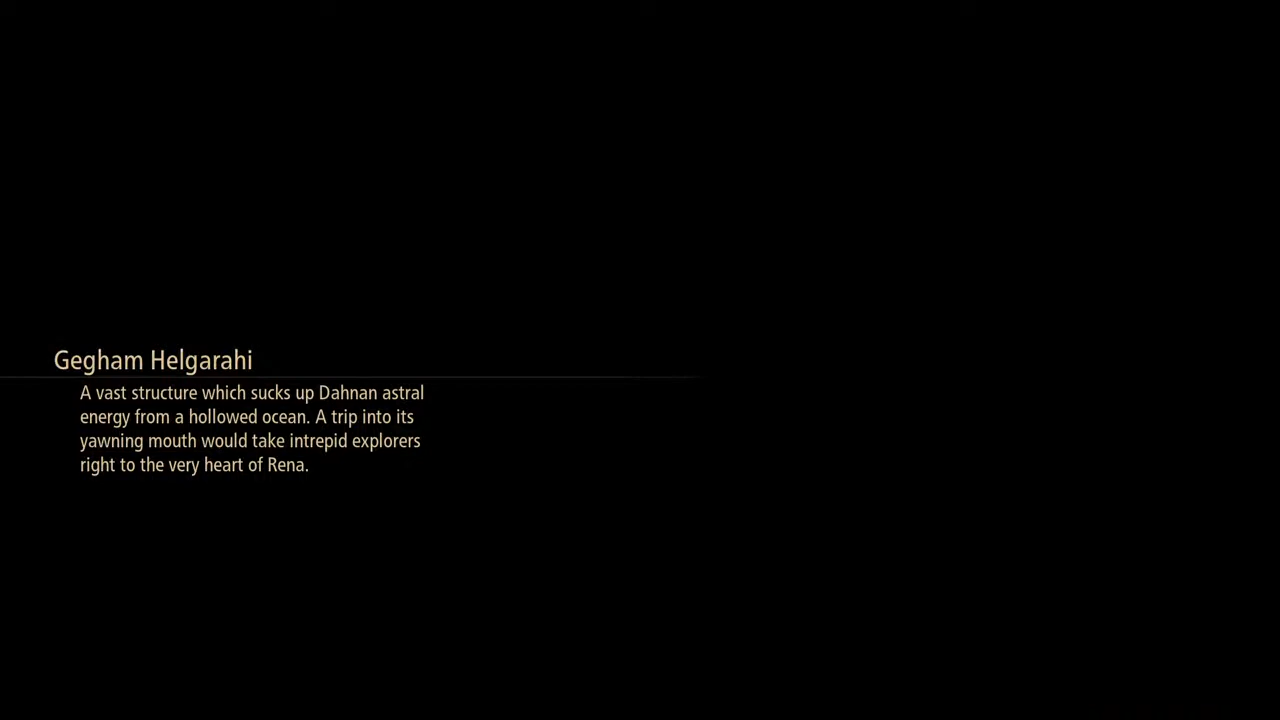 Gegham Helgarahi
A vast structure which sucks up Dahnan astral
energy from a hollowed ocean. A trip into its
yawning mouth would take intrepid explorers
right to the very heart of Rena.